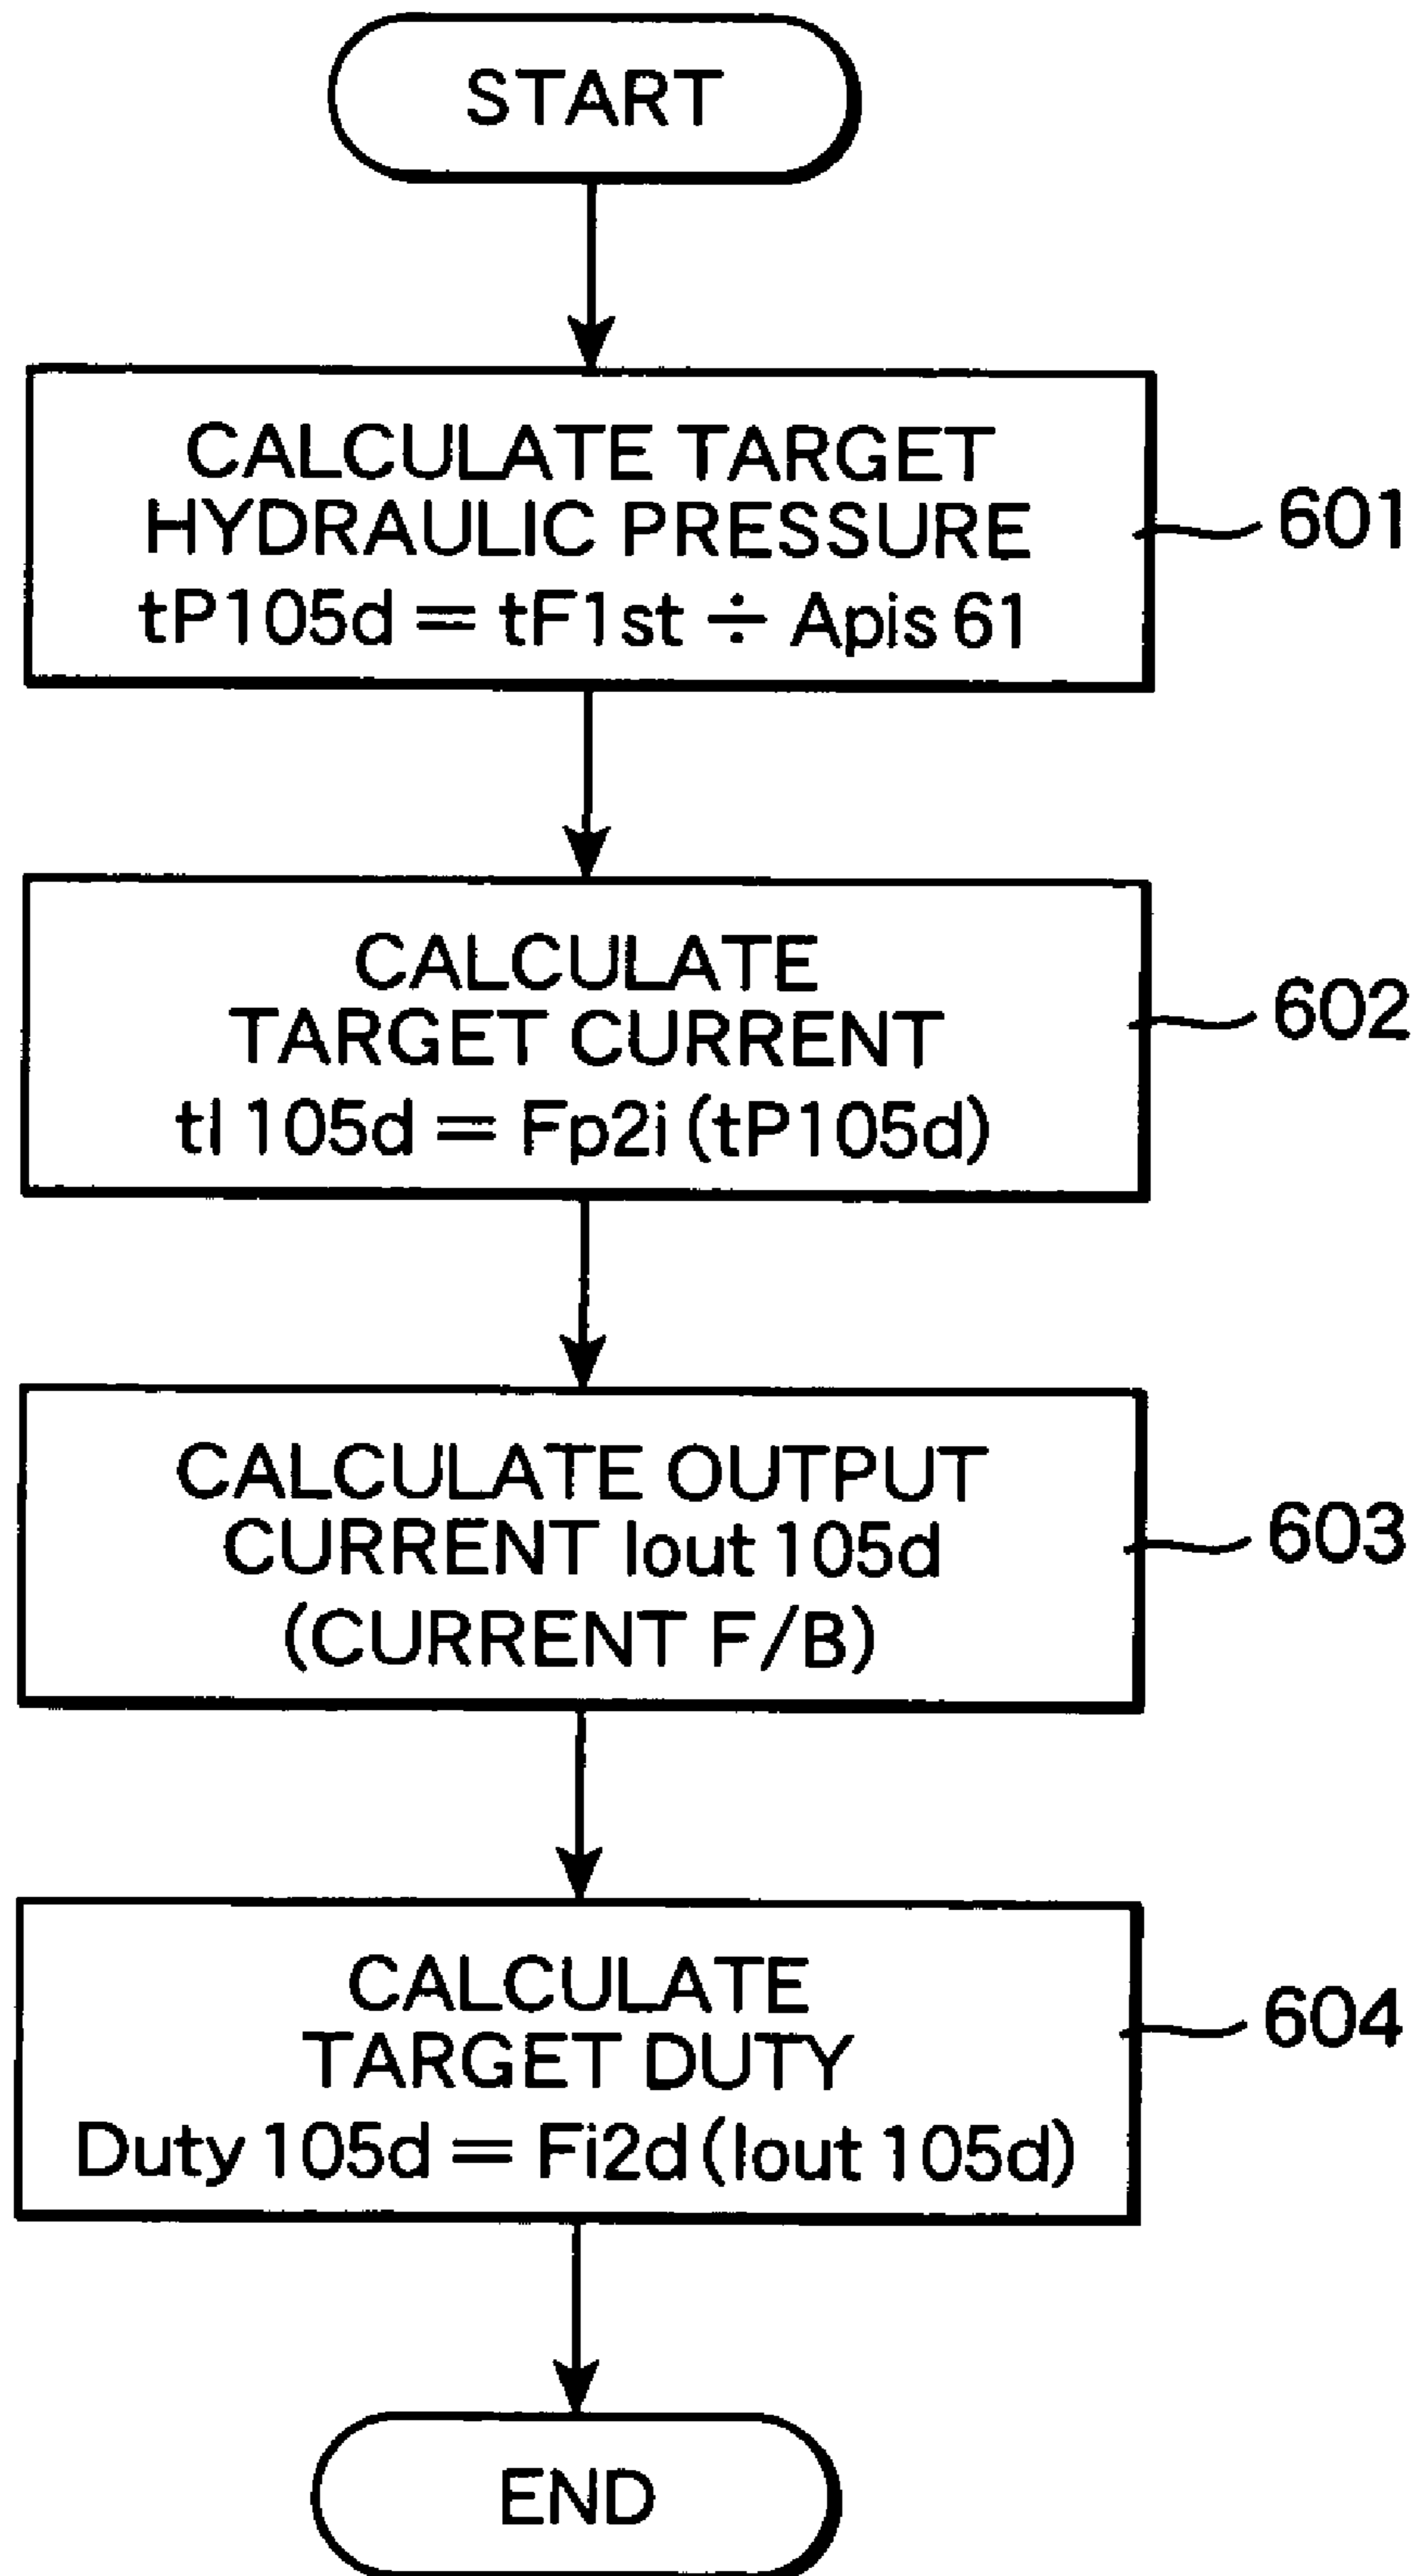 START
CALCULATE TARGET
HYDRAULIC PRESSURE
tP105d = tF1st ÷ Apis 61
601
CALCULATE
TARGET CURRENT
tI 105d = Fp2i (tP105d)
602
CALCULATE OUTPUT
CURRENT Iout 105d
(CURRENT F/B)
603
CALCULATE
TARGET DUTY
Duty 105d = Fi2d (Iout 105d)
604
END